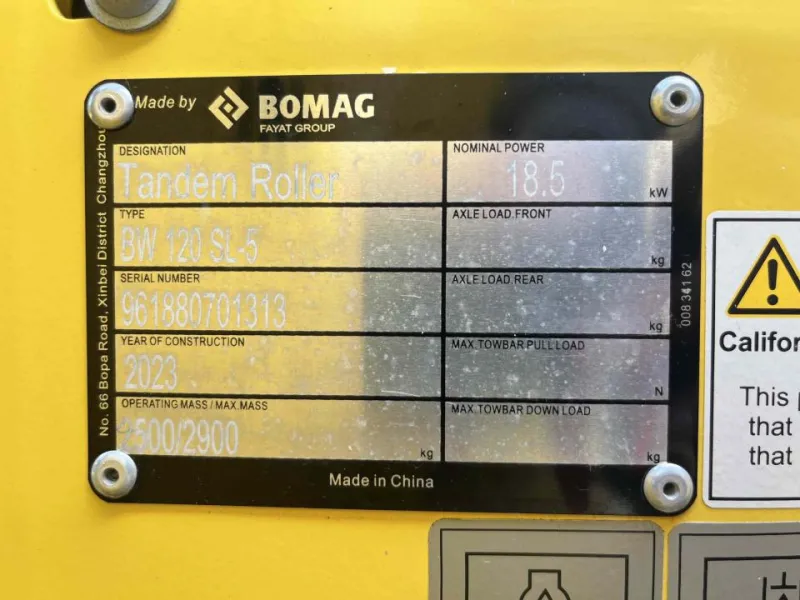 Made by BOMAG
FAYAT GROUP
No. 66 Bopa Road, Xinbei District Changzhou
DESIGNATION
Tandem Roller
NOMINAL POWER
18.5 kW
TYPE
BW 120 SL-5
AXLE LOAD.FRONT
kg
SERIAL NUMBER
961880701313
AXLE.LOAD.REAR
kg
YEAR OF CONSTRUCTION
2023
MAX.TOWBAR PULL LOAD
N
OPERATING MASS / MAX.MASS
2500/2900 kg
MAX.TOWBAR DOWN LOAD
kg
Made in China
008 341 62
This
that
that